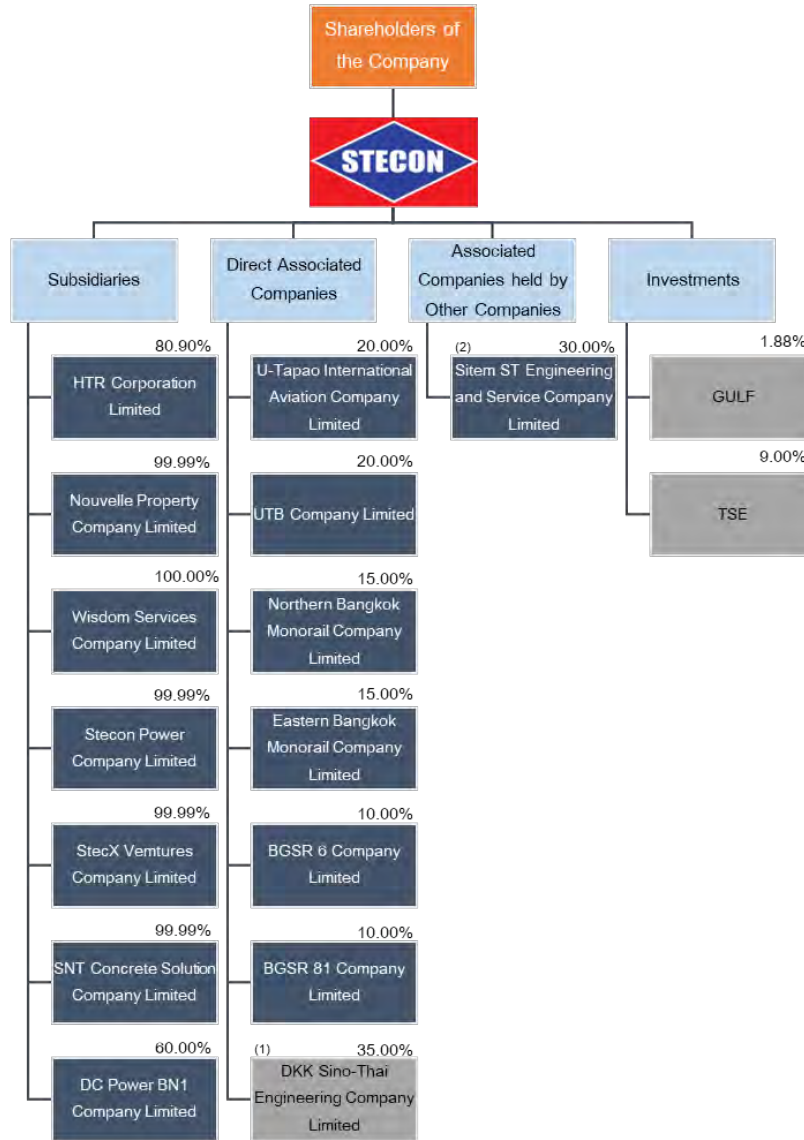 Shareholders of
the Company
STECON
Subsidiaries
Direct Associated
Companies
Associated
Companies held by
Other Companies
Investments
80.90%
HTR Corporation
Limited
99.99%
Nouvelle Property
Company Limited
100.00%
Wisdom Services
Company Limited
99.99%
Stecon Power
Company Limited
99.99%
StecX Vemtures
Company Limited
99.99%
SNT Concrete Solution
Company Limited
60.00%
DC Power BN1
Company Limited
20.00%
U-Tapao International
Aviation Company
Limited
20.00%
UTB Company Limited
15.00%
Northern Bangkok
Monorail Company
Limited
15.00%
Eastern Bangkok
Monorail Company
Limited
10.00%
BGSR 6 Company
Limited
10.00%
BGSR 81 Company
Limited
(1) 35.00%
DKK Sino-Thai
Engineering Company
Limited
(2) 30.00%
Sitem ST Engineering
and Service Company
Limited
1.88%
GULF
9.00%
TSE